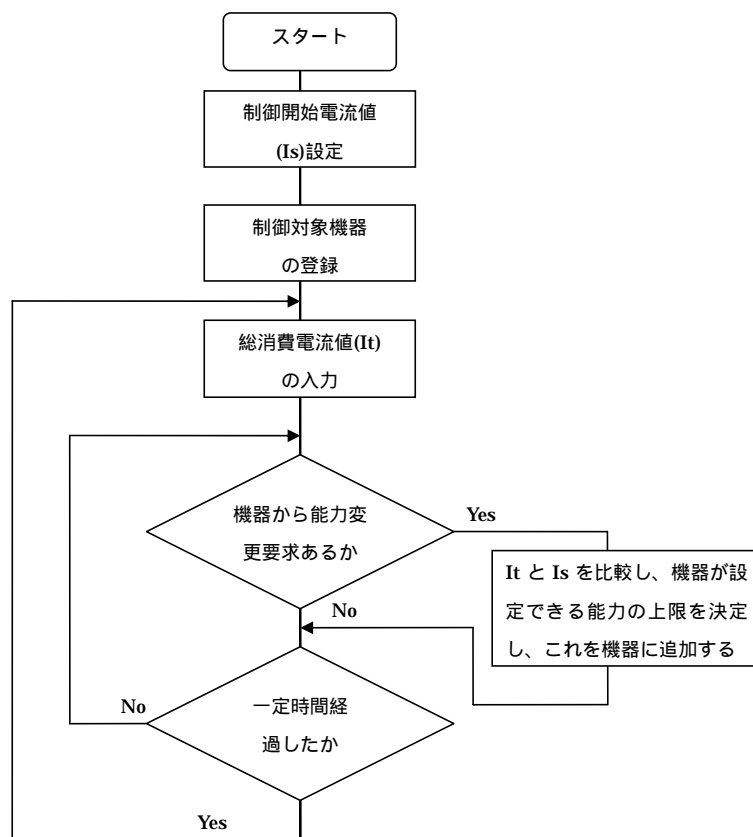 スタート
制御開始電流値
(Is)設定
制御対象機器
の登録
総消費電流値(It)
の入力
機器から能力変
更要求あるか
Yes
It と Is を比較し、機器が設
定できる能力の上限を決定
し、これを機器に追加する
No
一定時間経
過したか
No
Yes